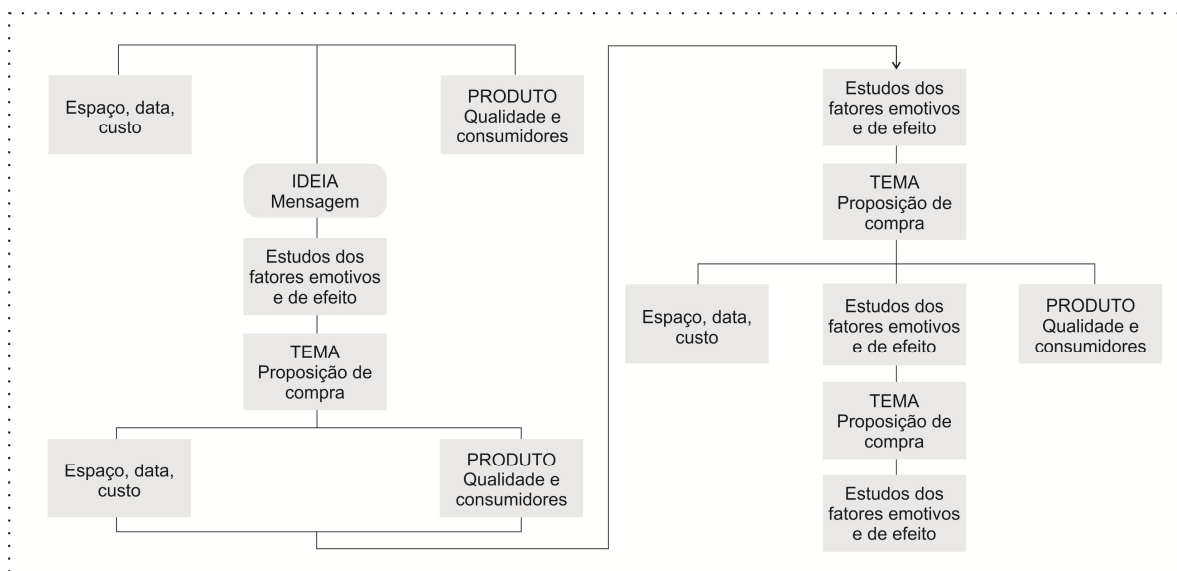 Espaço, data,
custo
PRODUTO
Qualidade e
consumidores
IDEIA
Mensagem
Estudos dos
fatores emotivos
e de efeito
TEMA
Proposição de
compra
Espaço, data,
custo
PRODUTO
Qualidade e
consumidores
Estudos dos
fatores emotivos
e de efeito
TEMA
Proposição de
compra
Espaço, data,
custo
Estudos dos
fatores emotivos
e de efeito
PRODUTO
Qualidade e
consumidores
TEMA
Proposição de
compra
Estudos dos
fatores emotivos
e de efeito